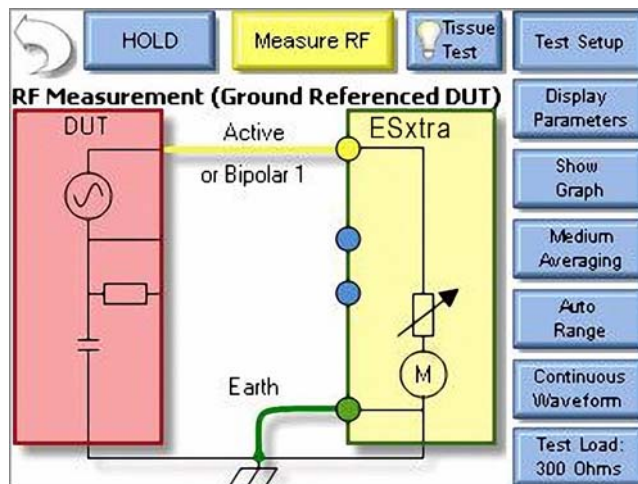 HOLD
Measure RF
Tissue
Test
Test Setup
RF Measurement (Ground Referenced DUT)
Display
Parameters
DUT
Active
or Bipolar 1
ESxtra
Show
Graph
Medium
Averaging
Auto
Range
M
Earth
Continuous
Waveform
Test Load:
300 Ohms